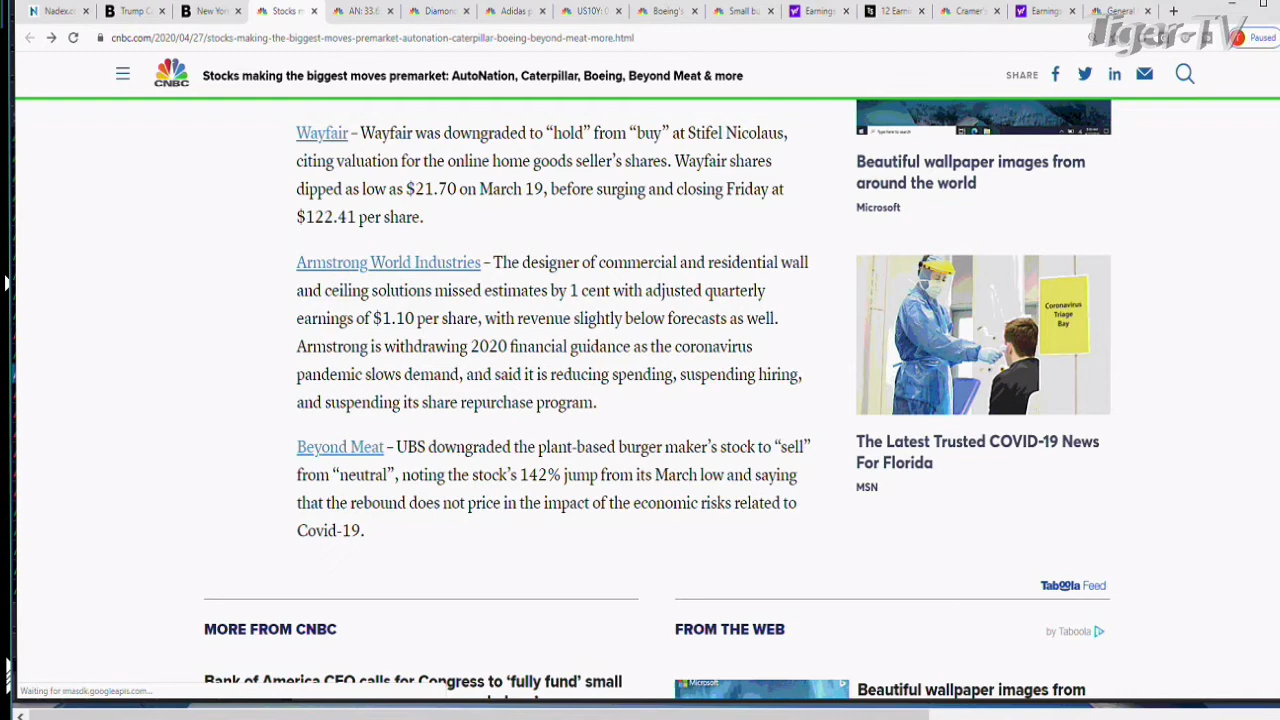 Nadex.c
Trump C
New York
Stocks m
AN: 33.6
Diamond
Adidas p
US10Y: 0
Boeing's
Small bu
Earnings
12 Earni
Cramer's
Earnings
General
Tiger-TV
cnbc.com/2020/04/27/stocks-making-the-biggest-moves-premarket-autonation-caterpillar-boeing-beyond-meat-more.html
Paused
CNBC
Stocks making the biggest moves premarket: AutoNation, Caterpillar, Boeing, Beyond Meat & more
SHARE
Wayfair – Wayfair was downgraded to “hold” from “buy” at Stifel Nicolaus,
citing valuation for the online home goods seller’s shares. Wayfair shares
dipped as low as $21.70 on March 19, before surging and closing Friday at
$122.41 per share.
Armstrong World Industries – The designer of commercial and residential wall
and ceiling solutions missed estimates by 1 cent with adjusted quarterly
earnings of $1.10 per share, with revenue slightly below forecasts as well.
Armstrong is withdrawing 2020 financial guidance as the coronavirus
pandemic slows demand, and said it is reducing spending, suspending hiring,
and suspending its share repurchase program.
Beyond Meat – UBS downgraded the plant-based burger maker’s stock to “sell”
from “neutral”, noting the stock’s 142% jump from its March low and saying
that the rebound does not price in the impact of the economic risks related to
Covid-19.
Type here to search
Beautiful wallpaper images from
around the world
Microsoft
Coronavirus
Triage
Bay
The Latest Trusted COVID-19 News
For Florida
MSN
Taboola Feed
MORE FROM CNBC
FROM THE WEB
by Taboola
Bank of America CEO calls for Congress to ‘fully fund’ small
Microsoft
Beautiful wallpaper images from
Waiting for imasdk.googleapis.com...